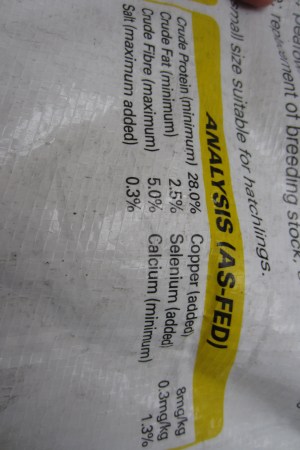 requirement of breeding stock.
small size suitable for hatchlings.
ANALYSIS (AS-FED)
Crude Protein (minimum) 28.0% Copper (added) 8mg/kg
Crude Fat (minimum) 2.5% Selenium (added) 0.3mg/kg
Crude Fibre (maximum) 5.0% Calcium (minimum) 1.3%
Salt (maximum added) 0.3%